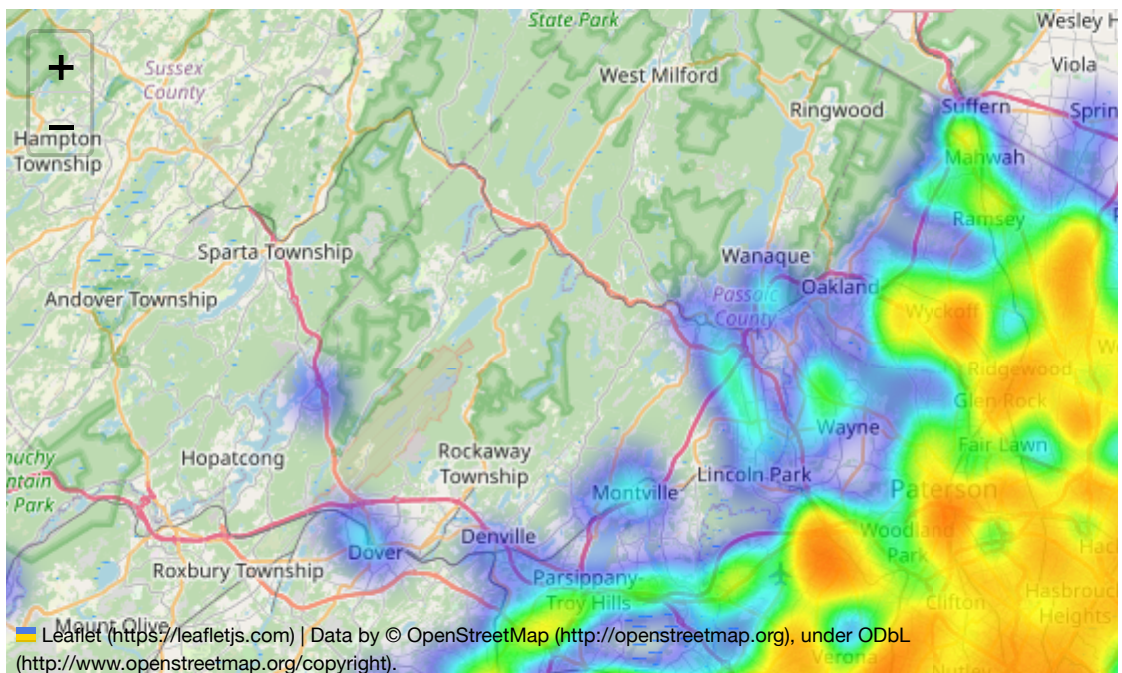 State Park
Wesley H
Sussex
County
+
West Milford
Viola
Ringwood
Suffern
Sprin
−
Hampton
Township
Mahwah
Ramsey
Sparta Township
Wanaque
Oakland
Andover Township
Passaic
County
Wyckoff
Ridgewood
Glen Rock
Wayne
Fair Lawn
Hopatcong
Rockaway
Township
Lincoln Park
Paterson
Montville
Woodland
Park
Denville
Dover
Roxbury Township
Parsippany-
Troy Hills
Clifton
Hasbrouck
Heights
Mount Olive
Verona
Nutley
Leaflet (https://leafletjs.com) | Data by © OpenStreetMap (http://openstreetmap.org), under ODbL
(http://www.openstreetmap.org/copyright).